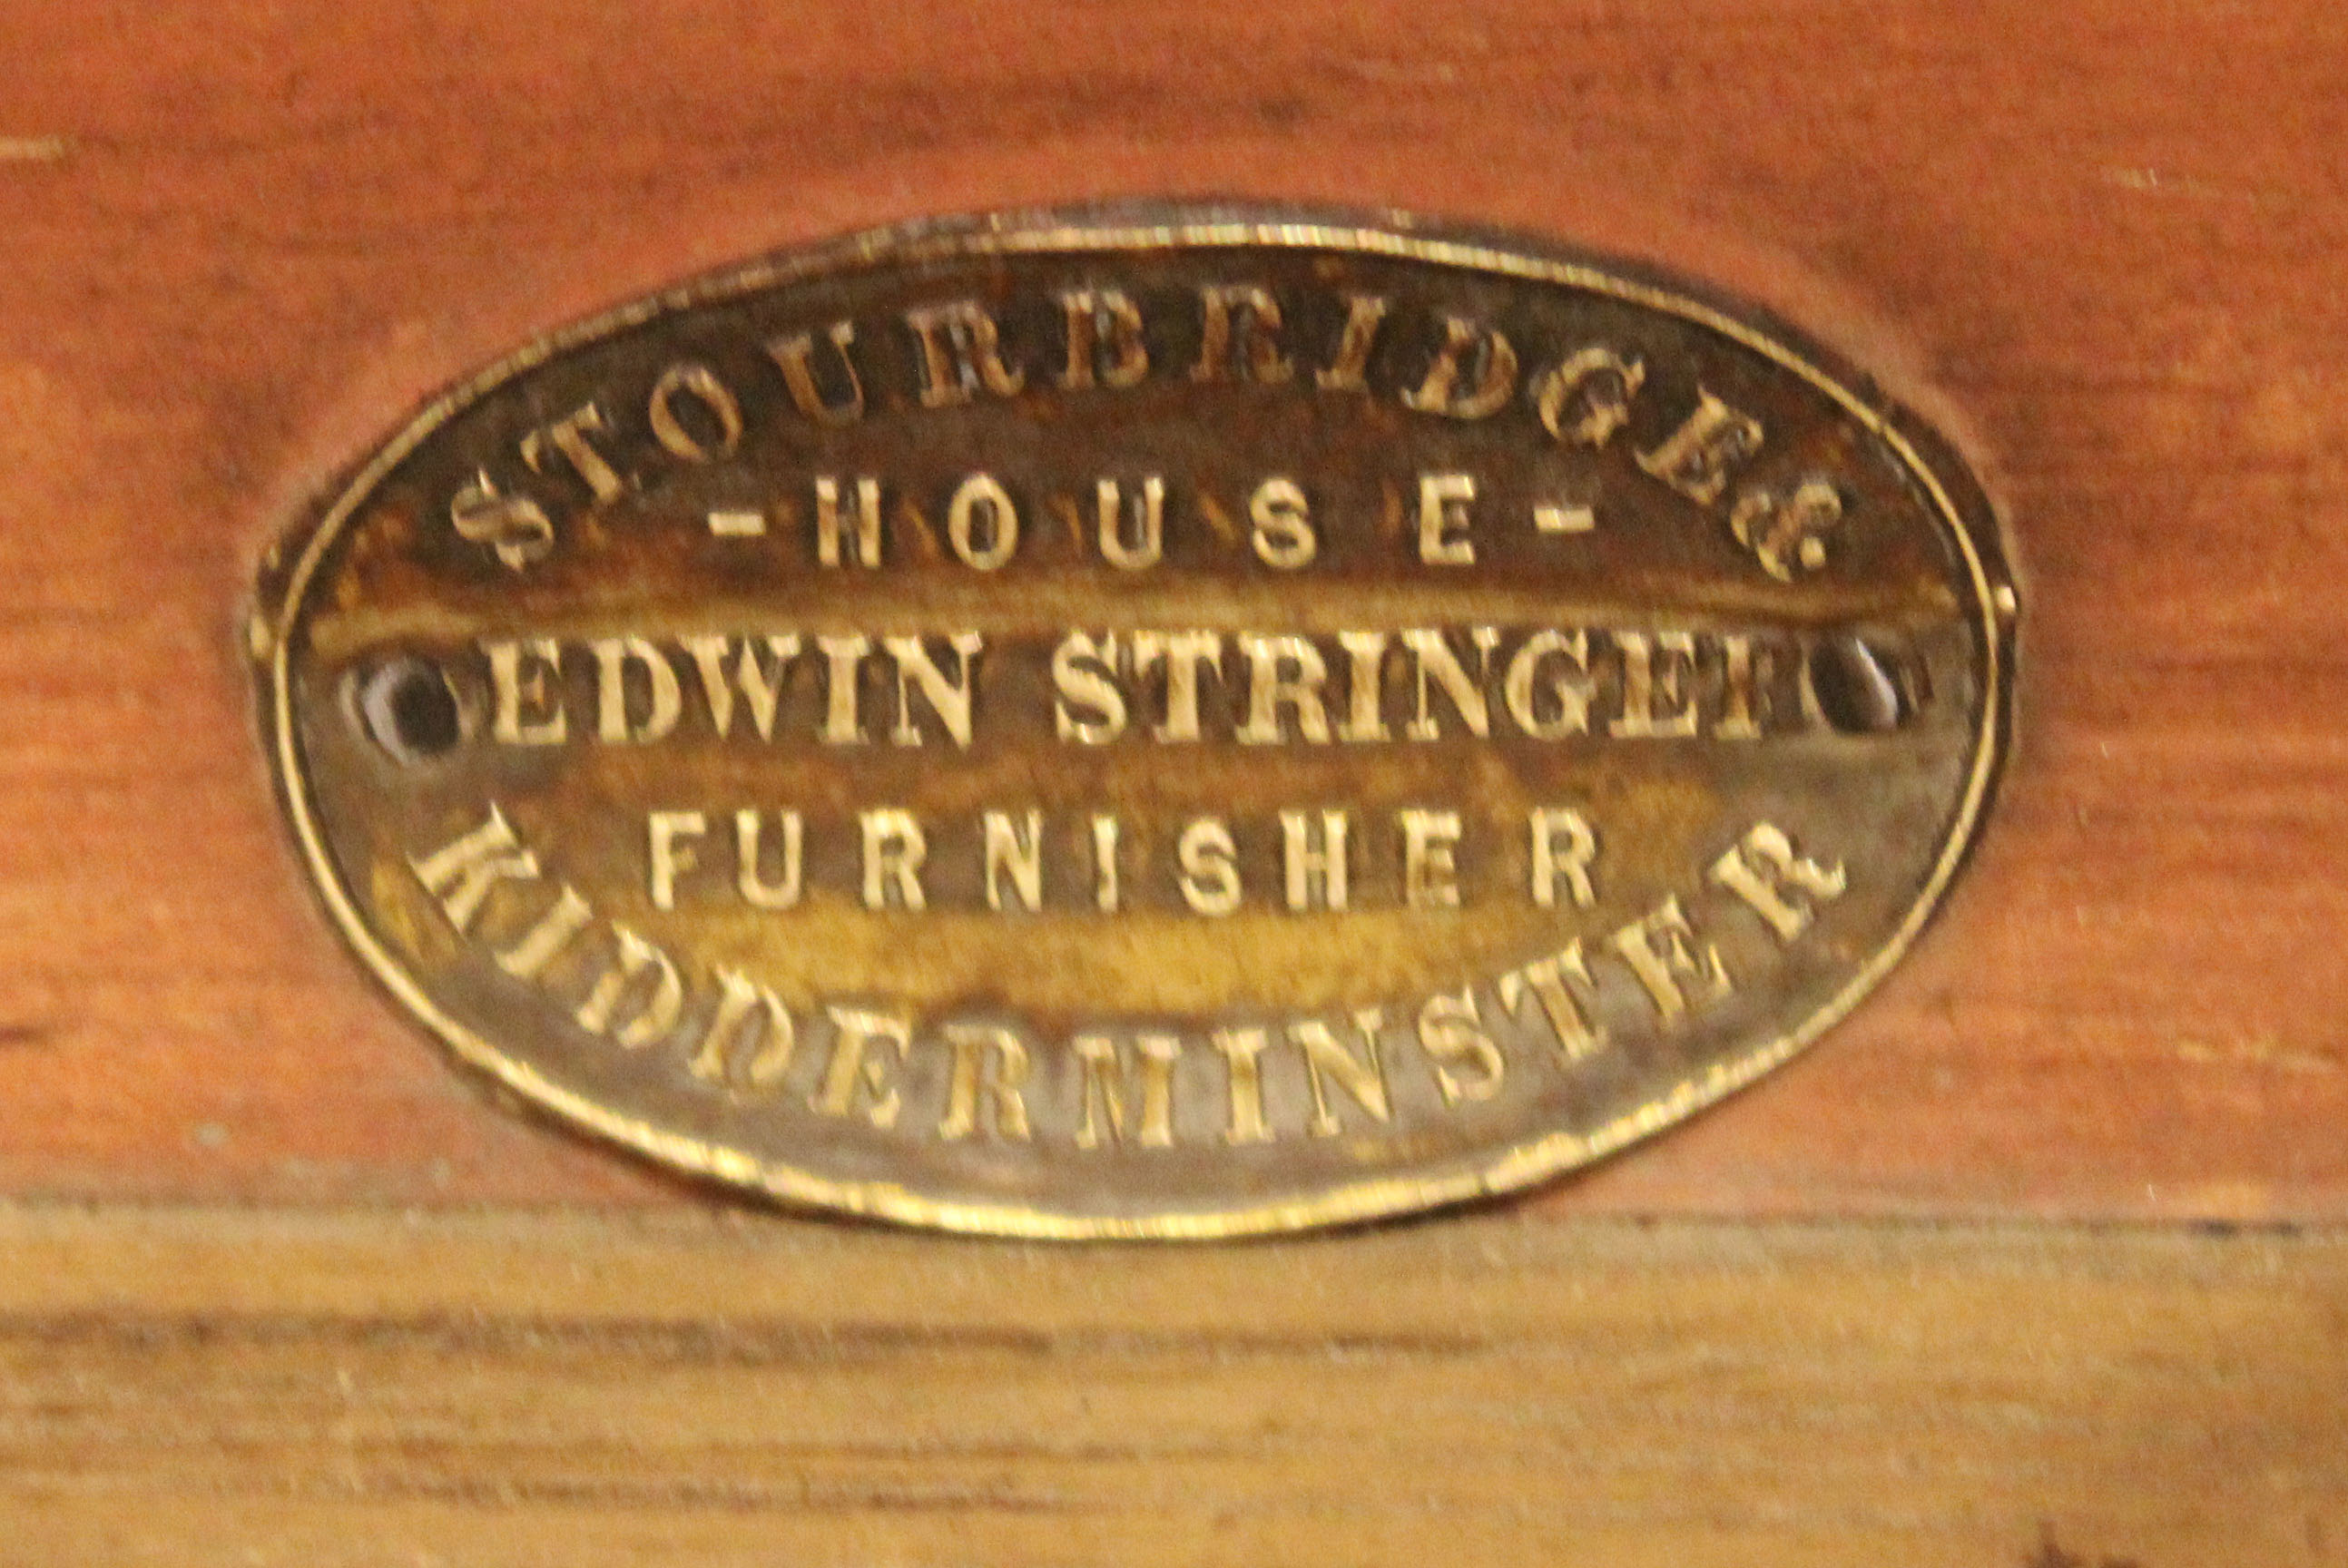 STOURBRIDGE &
- HOUSE -
EDWIN STRINGER
FURNISHER
KIDDERMINSTER